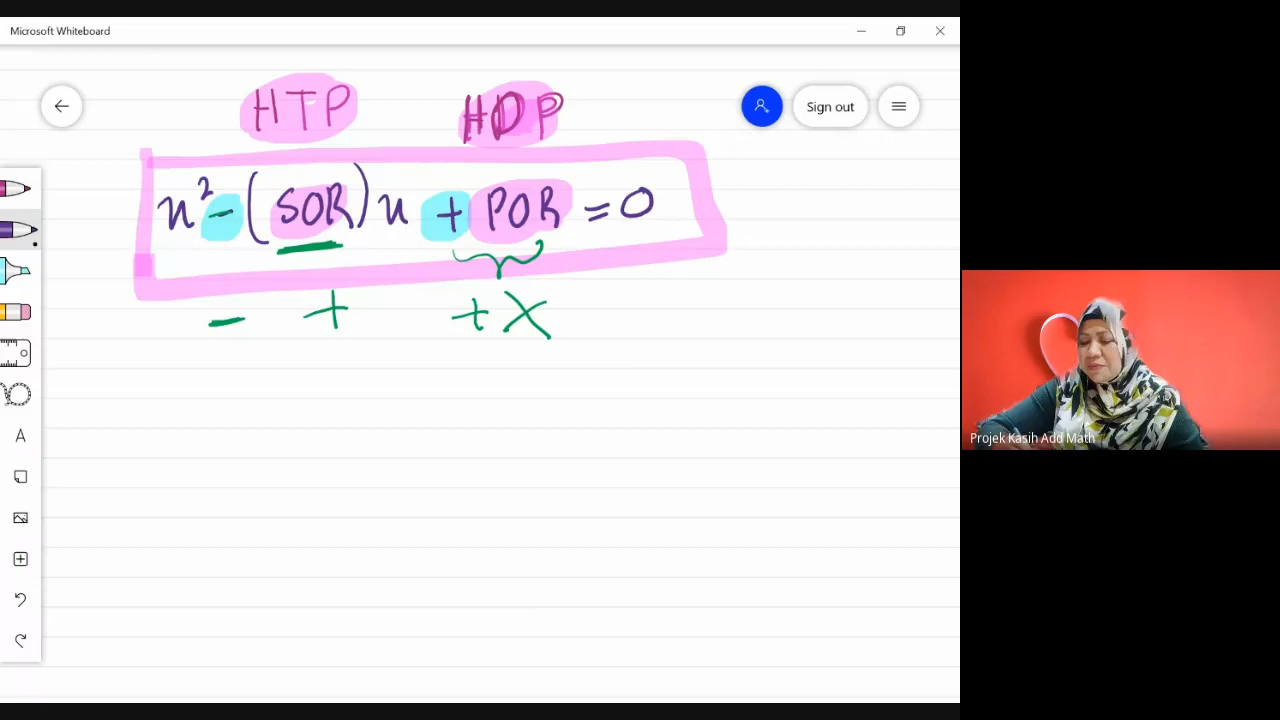 Microsoft Whiteboard
Sign out
HTP HDP
x² - (SOR)x + POR = 0
- + + ×
A
Projek Kasih Add Math